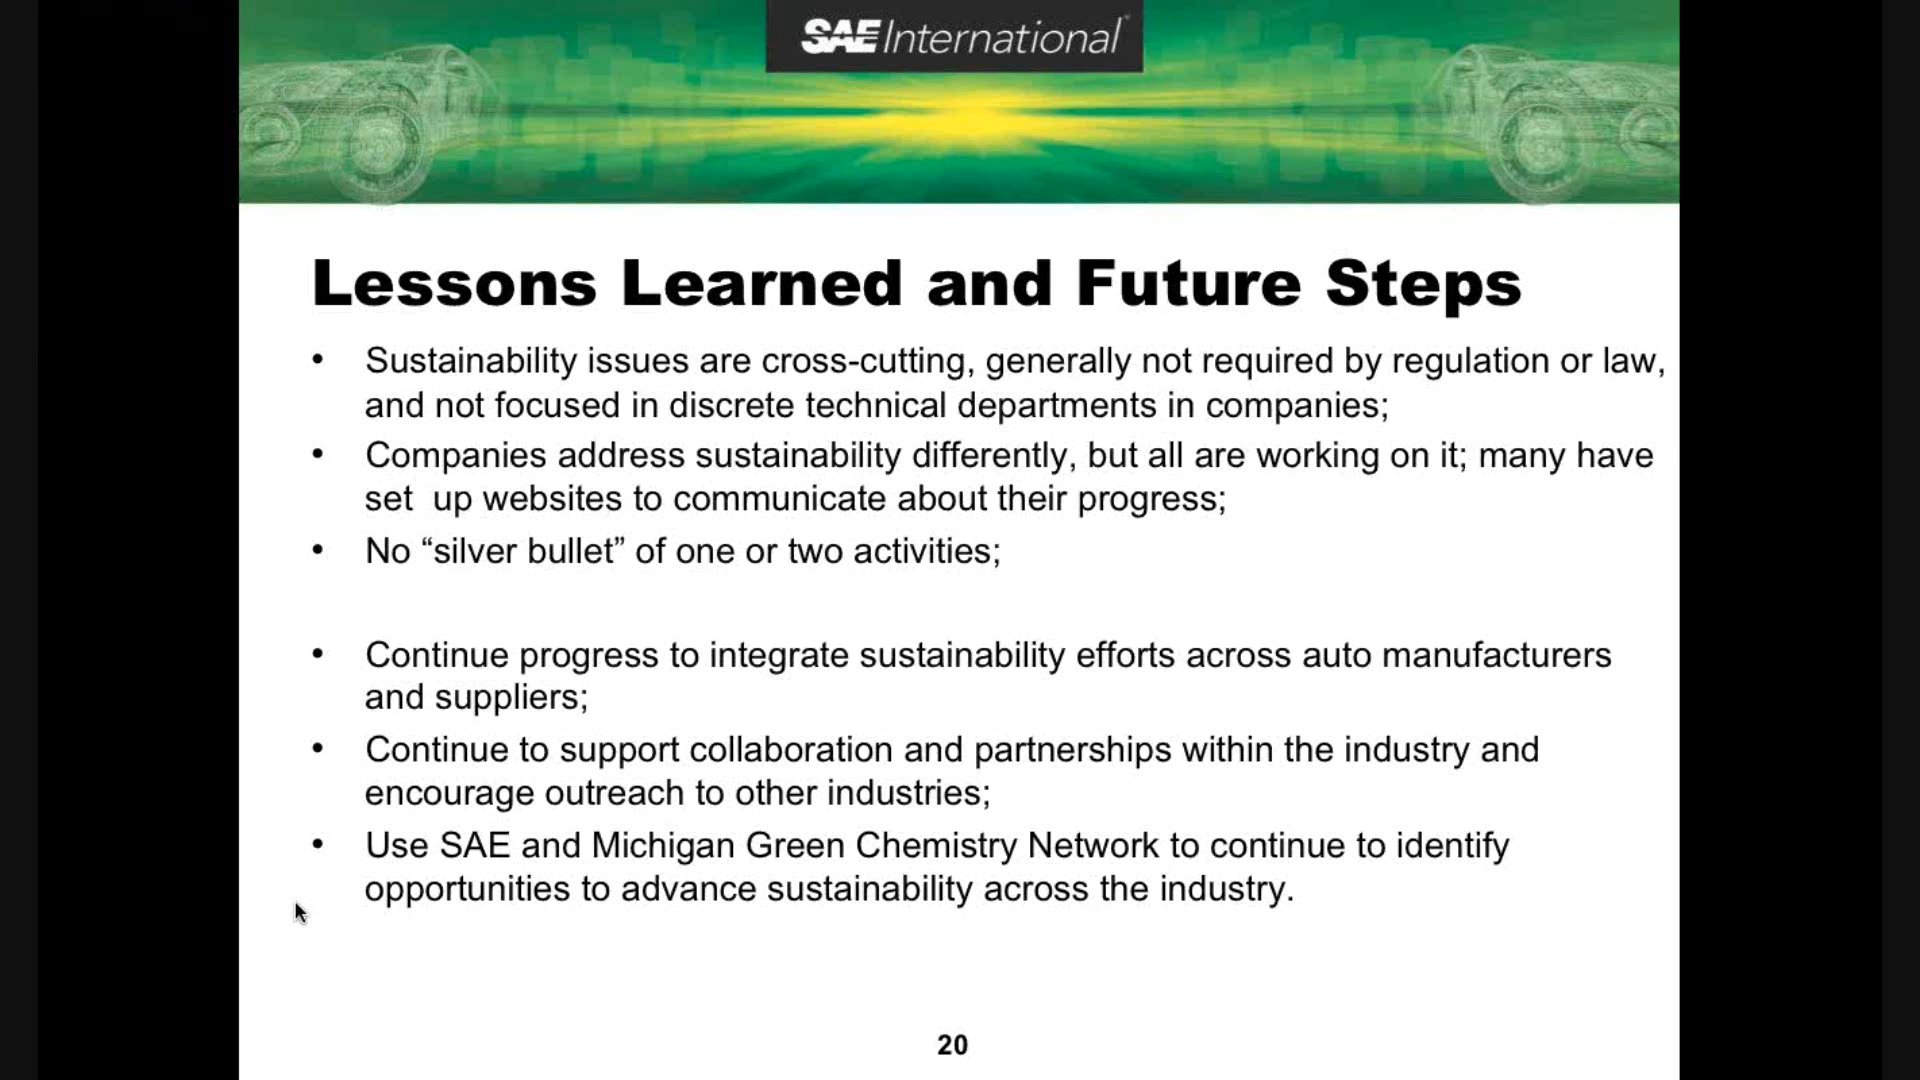 SAE International
Lessons Learned and Future Steps
• Sustainability issues are cross-cutting, generally not required by regulation or law,
and not focused in discrete technical departments in companies;
• Companies address sustainability differently, but all are working on it; many have
set  up websites to communicate about their progress;
• No “silver bullet” of one or two activities;
• Continue progress to integrate sustainability efforts across auto manufacturers
and suppliers;
• Continue to support collaboration and partnerships within the industry and
encourage outreach to other industries;
• Use SAE and Michigan Green Chemistry Network to continue to identify
opportunities to advance sustainability across the industry.
20